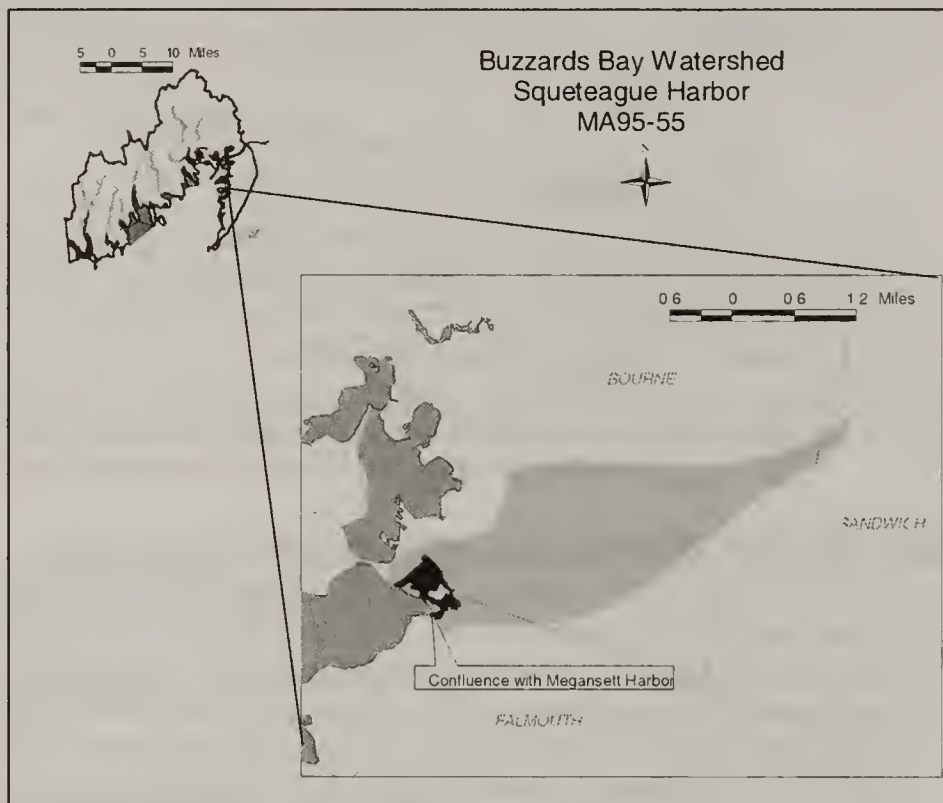 5 0 5 10 Miles
Buzzards Bay Watershed
Squeteague Harbor
MA95-55
0 6 0 0 6 1 2 Miles
BOURNE
SANDWICH
Confluence with Megansett Harbor
FALMOUTH